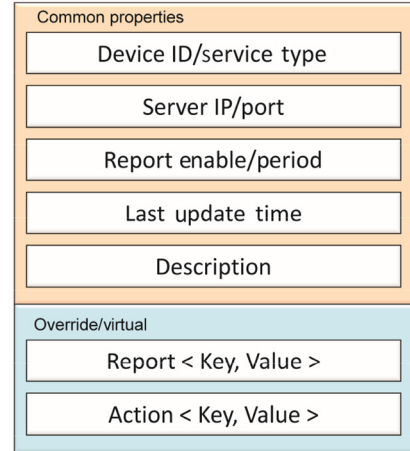 Common properties
Device ID/service type
Server IP/port
Report enable/period
Last update time
Description
Override/virtual
Report < Key, Value >
Action < Key, Value >